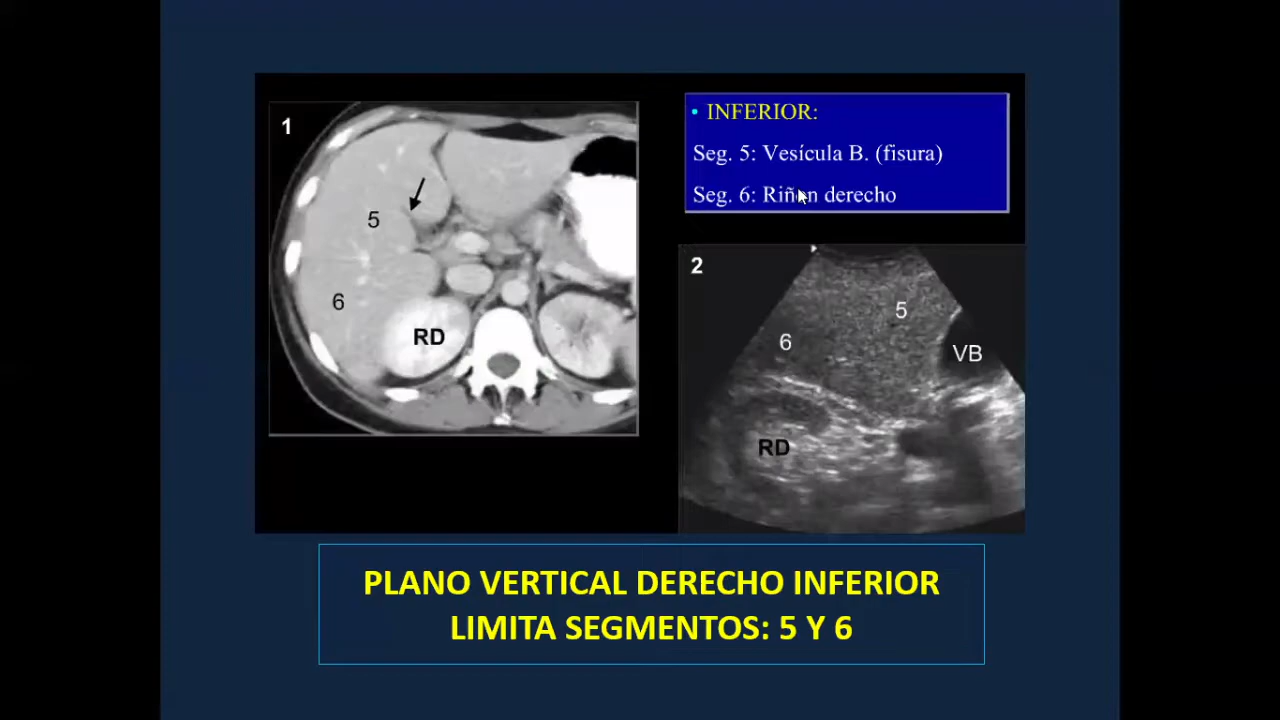 1
5
6
RD
• INFERIOR:
Seg. 5: Vesícula B. (fisura)
Seg. 6: Riñon derecho
2
5
6
VB
RD
PLANO VERTICAL DERECHO INFERIOR
LIMITA SEGMENTOS: 5 Y 6